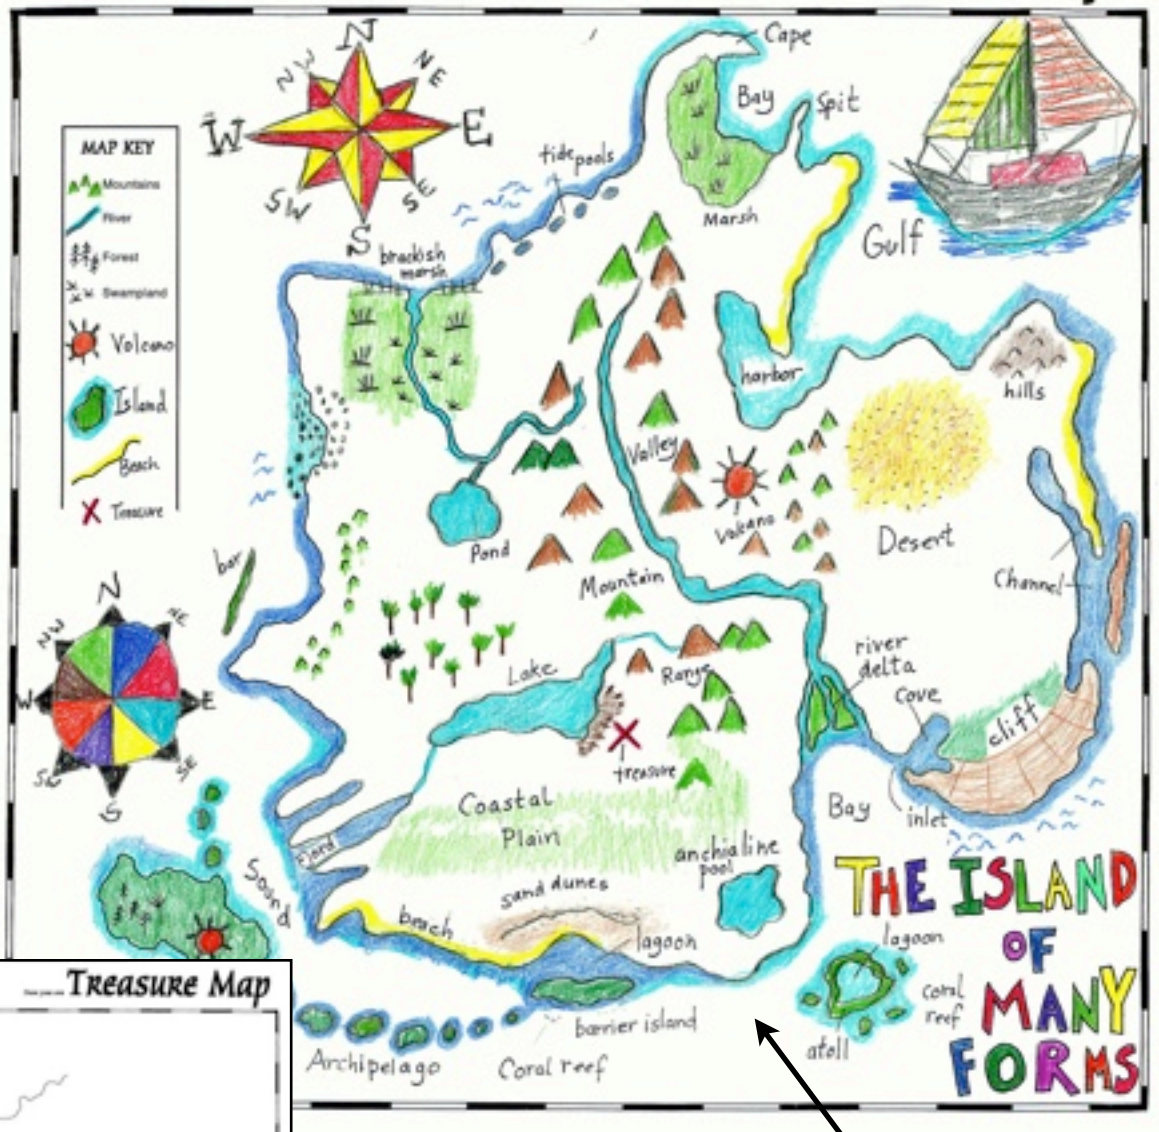 N
NW
NE
W
E
SW
SE
S
Cape
Bay
Spit
tide pools
Marsh
Gulf
MAP KEY
Mountains
River
Forest
Swampland
Volcano
Island
Beach
Treasure
brackish
marsh
harbor
hills
Valley
Volcano
Desert
Pond
Mountain
Range
Channel
bar
N
NW
NE
W
E
SW
S
Lake
river
delta
cove
cliff
treasure
Coastal
Plain
Bay
inlet
fjord
anchialine
pool
Sound
sand dunes
beach
lagoon
THE ISLAND
OF
MANY
FORMS
lagoon
coral
reef
atoll
barrier island
Archipelago
Coral reef
Treasure Map